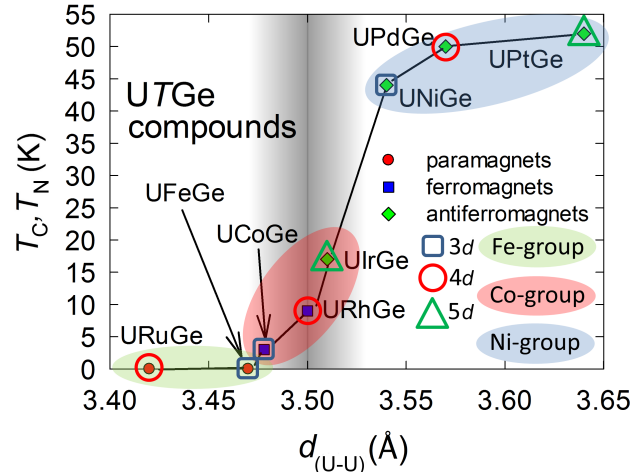 UTGe
compounds
UPdGe
UPtGe
UNiGe
paramagnets
ferromagnets
antiferromagnets
3d
Fe-group
4d
Co-group
5d
Ni-group
UFeGe
UCoGe
UIrGe
URhGe
URuGe
T_C, T_N (K)
55
50
45
40
35
30
25
20
15
10
5
0
3.40
3.45
3.50
3.55
3.60
3.65
d_(U-U) (Å)